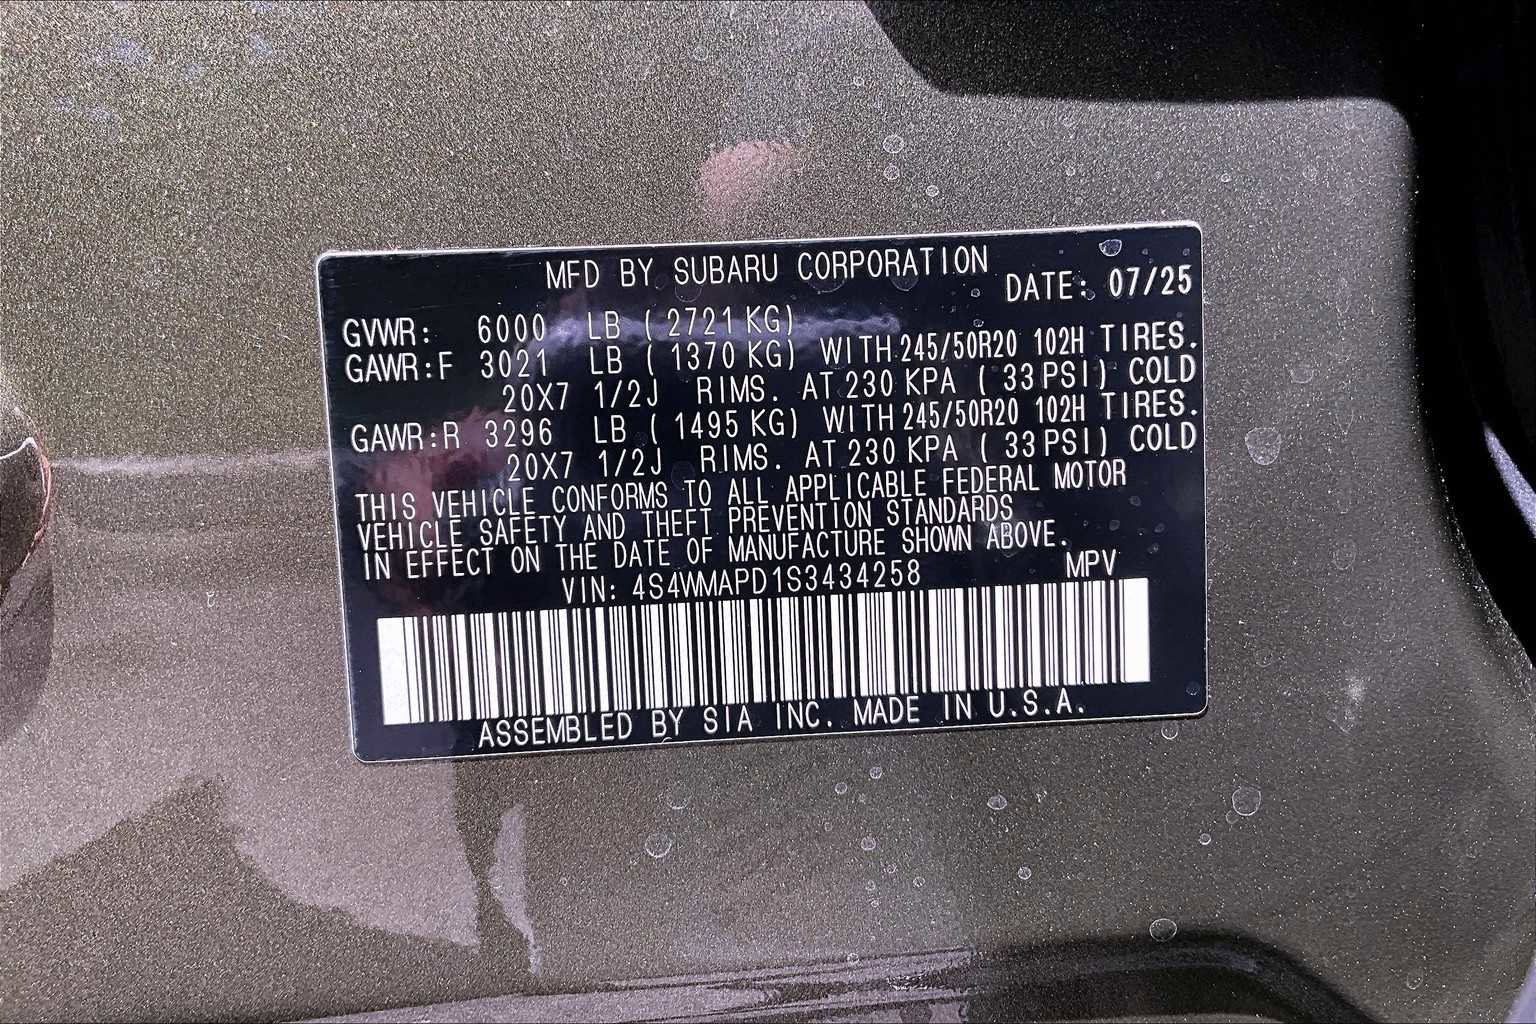 MFD BY SUBARU CORPORATION
DATE: 07/25
GVWR: 6000 LB (2721 KG)
GAWR:F 3021 LB (1370 KG) WITH 245/50R20 102H TIRES.
20X7 1/2J RIMS. AT 230 KPA (33 PSI) COLD
GAWR:R 3296 LB (1495 KG) WITH 245/50R20 102H TIRES.
20X7 1/2J RIMS. AT 230 KPA (33 PSI) COLD
THIS VEHICLE CONFORMS TO ALL APPLICABLE FEDERAL MOTOR
VEHICLE SAFETY AND THEFT PREVENTION STANDARDS
IN EFFECT ON THE DATE OF MANUFACTURE SHOWN ABOVE.
VIN: 4S4WMAPD1S3434258 MPV
ASSEMBLED BY SIA INC. MADE IN U.S.A.